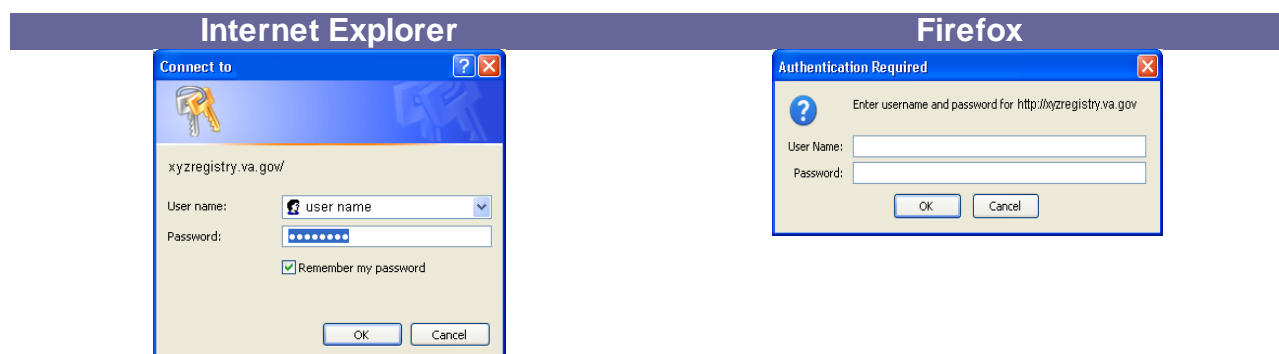 Internet Explorer
Firefox
Connect to
xyzregistry.va.gov/
User name:
user name
Password:
Remember my password
OK
Cancel
Authentication Required
Enter username and password for http://xyzregistry.va.gov
User Name:
Password:
OK
Cancel